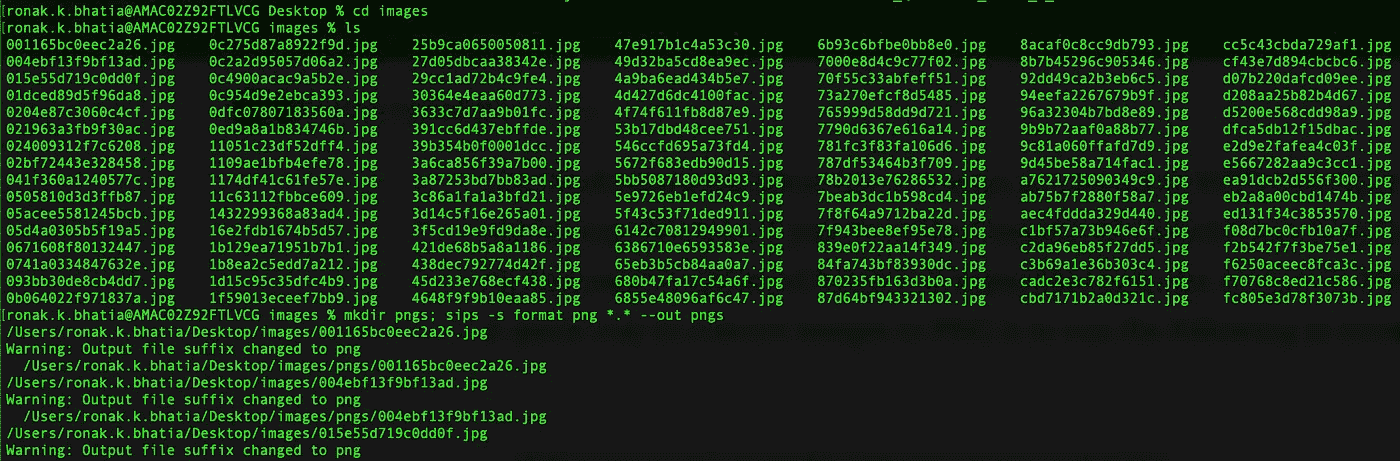 [ronak.k.bhatia@AMAC02Z92FTLVCG Desktop % cd images
[ronak.k.bhatia@AMAC02Z92FTLVCG images % ls
001165bc0eec2a26.jpg 0c275d87a8922f9d.jpg 25b9ca0650050811.jpg 47e917b1c4a53c30.jpg 6b93c6bfbe0bb8e0.jpg 8acaf0c8cc9db793.jpg cc5c43cbda729af1.jpg
004ebf13f9bf13ad.jpg 0c2a2d95057d06a2.jpg 27d05dbcaa38342e.jpg 49d32ba5cd8ea9ec.jpg 7000e8d4c9c77f02.jpg 8b7b45296c905346.jpg cf43e7d894cbcbc6.jpg
015e55d719c0dd0f.jpg 0c4900acac9a5b2e.jpg 29cc1ad72b4c9fe4.jpg 4a9ba6ead434b5e7.jpg 70f55c33abfeff51.jpg 92dd49ca2b3eb6c5.jpg d07b220dafcd09ee.jpg
01dced89d5f96da8.jpg 0c954d9e2ebca393.jpg 30364e4eaa60d773.jpg 4d427d6dc4100fac.jpg 73a270efcf8d5485.jpg 94eefa2267679b9f.jpg d208aa25b82b4d67.jpg
0204e87c3060c4cf.jpg 0dfc07807183560a.jpg 3633c7d7aa9b01fc.jpg 4f74f611fb8d87e9.jpg 765999d58dd9d721.jpg 96a32304b7bd8e89.jpg d5200e568cdd98a9.jpg
021963a3fb9f30ac.jpg 0ed9a8a1b834746b.jpg 391cc6d437ebffde.jpg 53b17dbd48cee751.jpg 7790d6367e616a14.jpg 9b9b72aaf0a88b77.jpg dfca5db12f15dbac.jpg
024009312f7c6208.jpg 11051c23df52dff4.jpg 39b354b0f0001dcc.jpg 546ccfd695a73fd4.jpg 781fc3f83fa106d6.jpg 9c81a060ffafd7d9.jpg e2d9e2fafea4c03f.jpg
02bf72443e328458.jpg 1109ae1bfb4efe78.jpg 3a6ca856f39a7b00.jpg 5672f683edb90d15.jpg 787df53464b3f709.jpg 9d45be58a714fac1.jpg e5667282aa9c3cc1.jpg
041f360a1240577c.jpg 1174df41c61fe57e.jpg 3a87253bd7bb83ad.jpg 5bb5087180d93d93.jpg 78b2013e76286532.jpg a7621725090349c9.jpg ea91dcb2d556f300.jpg
0505810d3d3ffb87.jpg 11c63112fbbce609.jpg 3c86a1fa1a3bfd21.jpg 5e9726eb1efd24c9.jpg 7beab3dc1b598cd4.jpg ab75b7f2880f58a7.jpg eb2a8a00cbd1474b.jpg
05acee5581245bcb.jpg 1432299368a83ad4.jpg 3d14c5f16e265a01.jpg 5f43c53f71ded911.jpg 7f8f64a9712ba22d.jpg aec4fddda329d440.jpg ed131f34c3853570.jpg
05d4a0305b5f19a5.jpg 16e2fdb1674b5d57.jpg 3f5cd19e9fd9da8e.jpg 6142c70812949901.jpg 7f943bee8ef95e78.jpg c1bf57a73b946e6f.jpg f08d7bc0cfb10a7f.jpg
0671608f80132447.jpg 1b129ea71951b7b1.jpg 421de68b5a8a1186.jpg 6386710e6593583e.jpg 839e0f22aa14f349.jpg c2da96eb85f27dd5.jpg f2b542f7f3be75e1.jpg
0741a0334847632e.jpg 1b8ea2c5edd7a212.jpg 438dec792774d42f.jpg 65eb3b5cb84aa0a7.jpg 84fa743bf83930dc.jpg c3b69a1e36b303c4.jpg f6250aceec8fca3c.jpg
093bb30de8cb4dd7.jpg 1d15c95c35dfc4b9.jpg 45d233e768ecf438.jpg 680b47fa17c54a6f.jpg 870235fb163d3b0a.jpg cadc2e3c782f6151.jpg f70768c8ed21c586.jpg
0b064022f971837a.jpg 1f59013eceef7bb9.jpg 4648f9f9b10eaa85.jpg 6855e48096af6c47.jpg 87d64bf943321302.jpg cbd7171b2a0d321c.jpg fc805e3d78f3073b.jpg
[ronak.k.bhatia@AMAC02Z92FTLVCG images % mkdir pngs; sips -s format png *.* --out pngs
/Users/ronak.k.bhatia/Desktop/images/001165bc0eec2a26.jpg
Warning: Output file suffix changed to png
/Users/ronak.k.bhatia/Desktop/images/pngs/001165bc0eec2a26.jpg
/Users/ronak.k.bhatia/Desktop/images/004ebf13f9bf13ad.jpg
Warning: Output file suffix changed to png
/Users/ronak.k.bhatia/Desktop/images/pngs/004ebf13f9bf13ad.jpg
/Users/ronak.k.bhatia/Desktop/images/015e55d719c0dd0f.jpg
Warning: Output file suffix changed to png